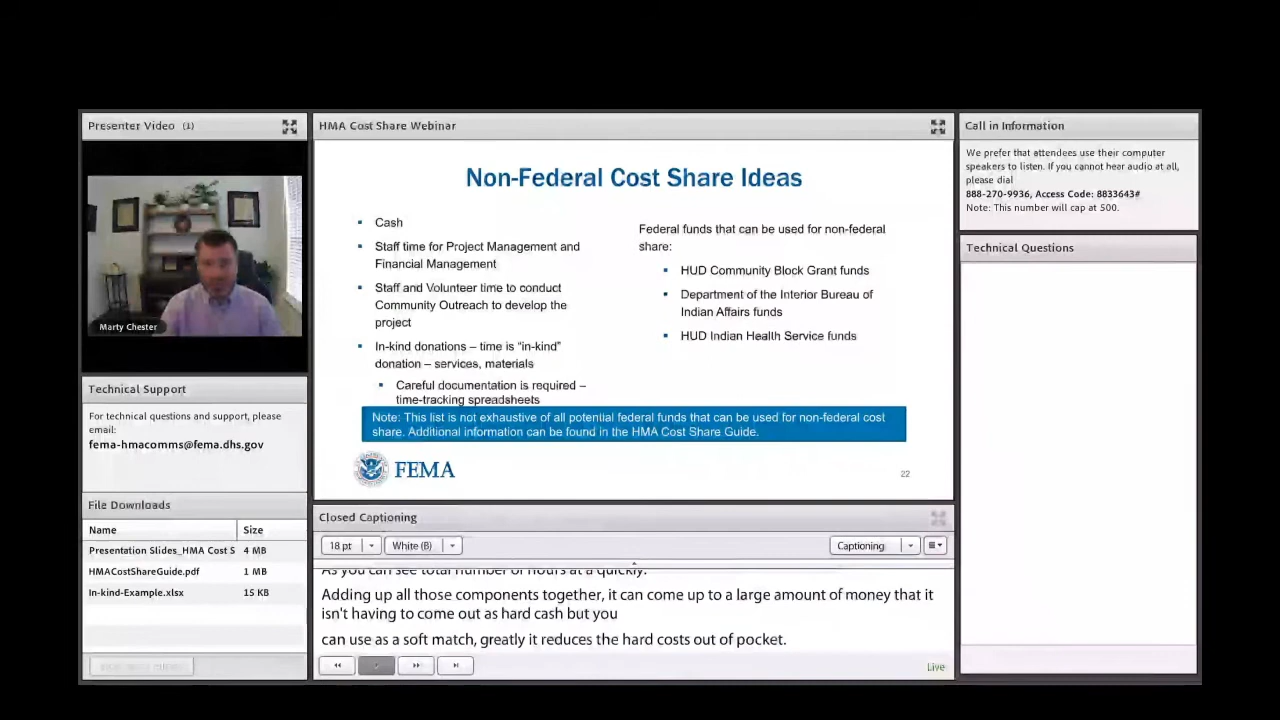 Presenter Video (1)
Marty Chester
Technical Support
For technical questions and support, please
email:
fema-hmacomms@fema.dhs.gov
File Downloads
Name Size
Presentation Slides_HMA Cost S 4 MB
HMACostShareGuide.pdf 1 MB
In-kind-Example.xlsx 15 KB
HMA Cost Share Webinar
Non-Federal Cost Share Ideas
Cash
Staff time for Project Management and
Financial Management
Staff and Volunteer time to conduct
Community Outreach to develop the
project
In-kind donations – time is “in-kind”
donation – services, materials
Careful documentation is required –
time-tracking spreadsheets
Federal funds that can be used for non-federal
share:
HUD Community Block Grant funds
Department of the Interior Bureau of
Indian Affairs funds
HUD Indian Health Service funds
Note: This list is not exhaustive of all potential federal funds that can be used for non-federal cost
share. Additional information can be found in the HMA Cost Share Guide.
FEMA
22
Closed Captioning
18 pt White (B) Captioning
As you can see total number of hours at a quickly.
Adding up all those components together, it can come up to a large amount of money that it
isn't having to come out as hard cash but you
can use as a soft match, greatly it reduces the hard costs out of pocket.
Live
Call in Information
We prefer that attendees use their computer
speakers to listen. If you cannot hear audio at all,
please dial
888-270-9936, Access Code: 8833643#
Note: This number will cap at 500.
Technical Questions